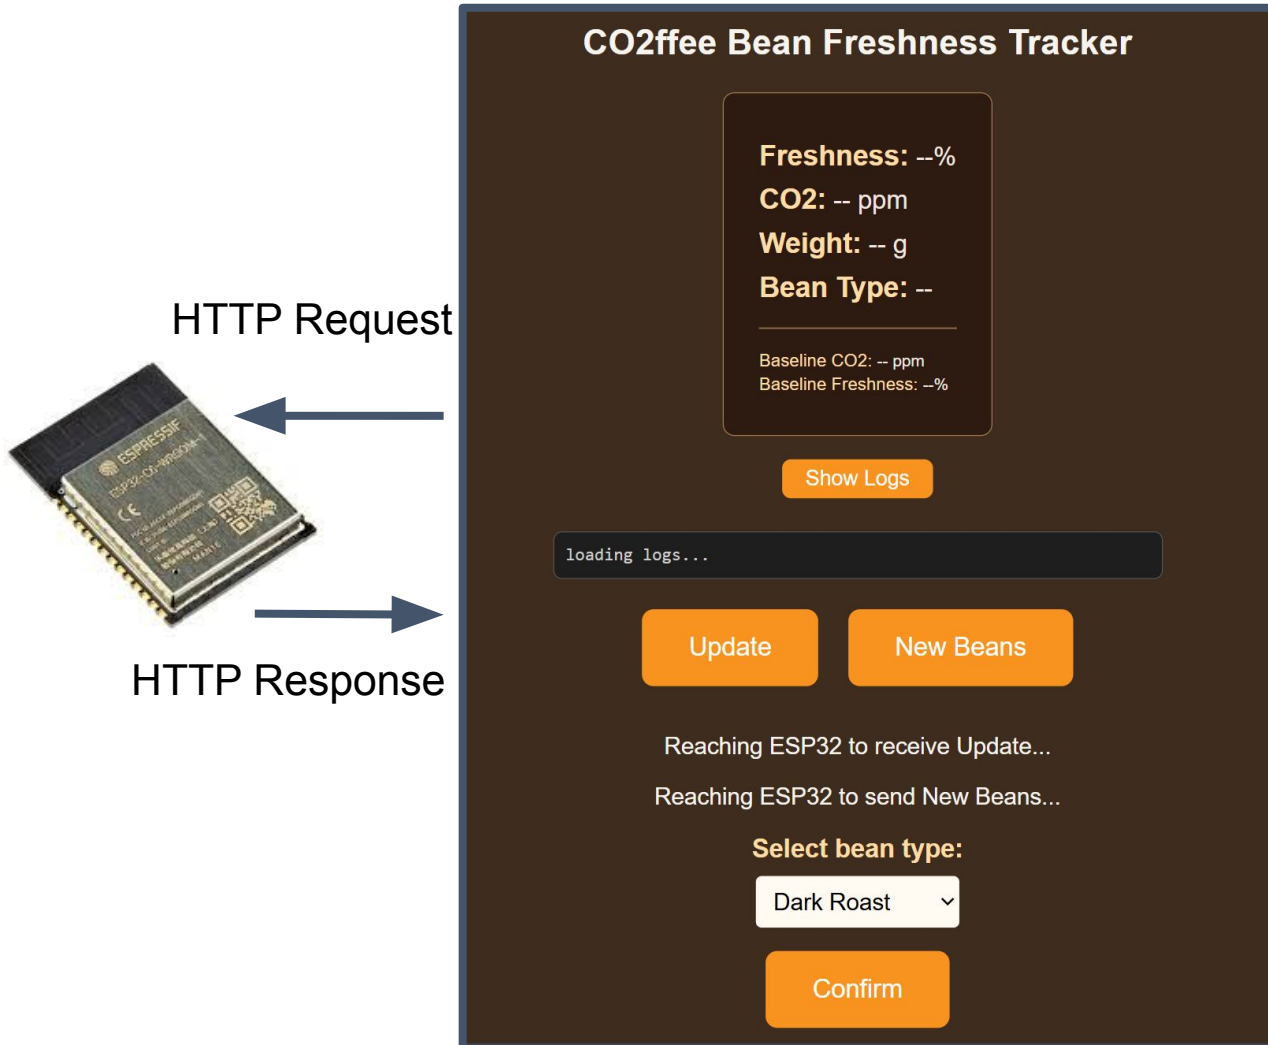 CO2ffee Bean Freshness Tracker
Freshness: --%
CO2: -- ppm
Weight: -- g
Bean Type: --
Baseline CO2: -- ppm
Baseline Freshness: --%
Show Logs
loading logs...
Update
New Beans
Reaching ESP32 to receive Update...
Reaching ESP32 to send New Beans...
Select bean type:
Dark Roast
Confirm
HTTP Request
ESPRESSIF
ESP32-C6-WROOM-1
CE
HTTP Response